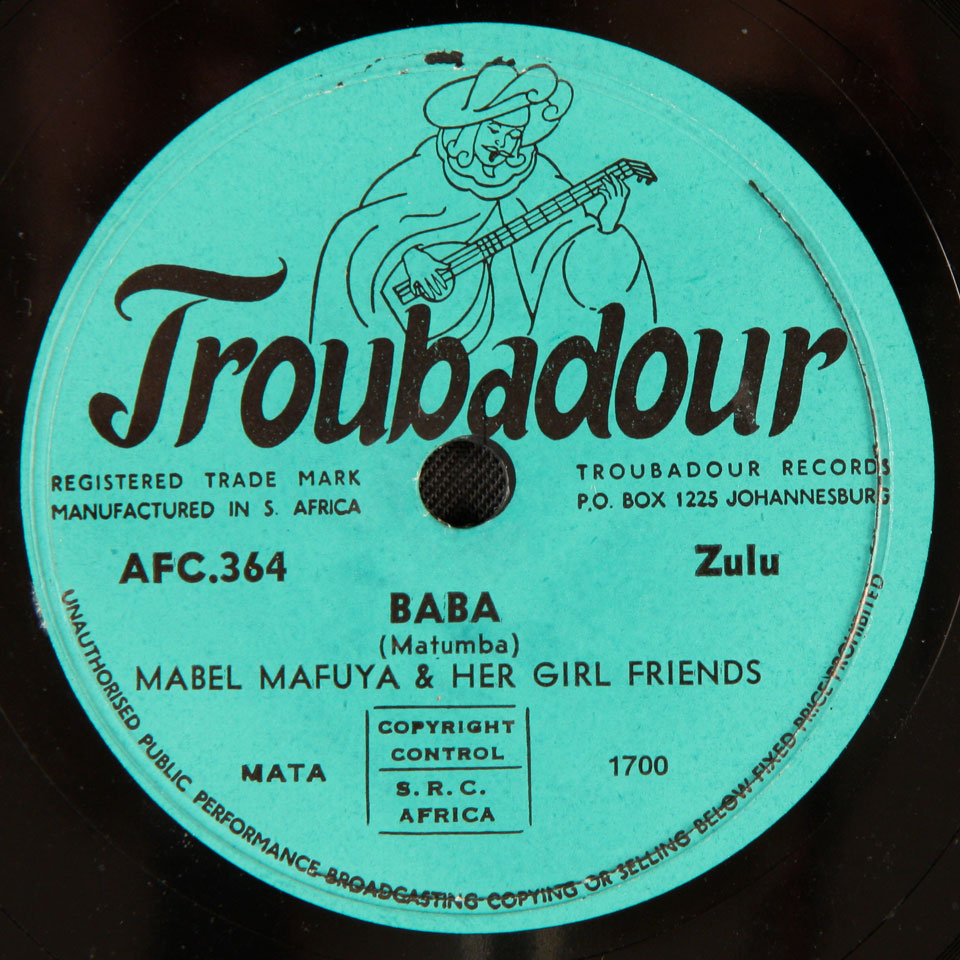 Troubadour
REGISTERED TRADE MARK
MANUFACTURED IN S. AFRICA
TROUBADOUR RECORDS
P.O. BOX 1225 JOHANNESBURG
AFC.364
Zulu
BABA
(Matumba)
MABEL MAFUYA & HER GIRL FRIENDS
COPYRIGHT
CONTROL
S. R. C.
AFRICA
MATA
1700
UNAUTHORISED PUBLIC PERFORMANCE BROADCASTING COPYING OR SELLING BELOW FIXED PRICE PROHIBITED